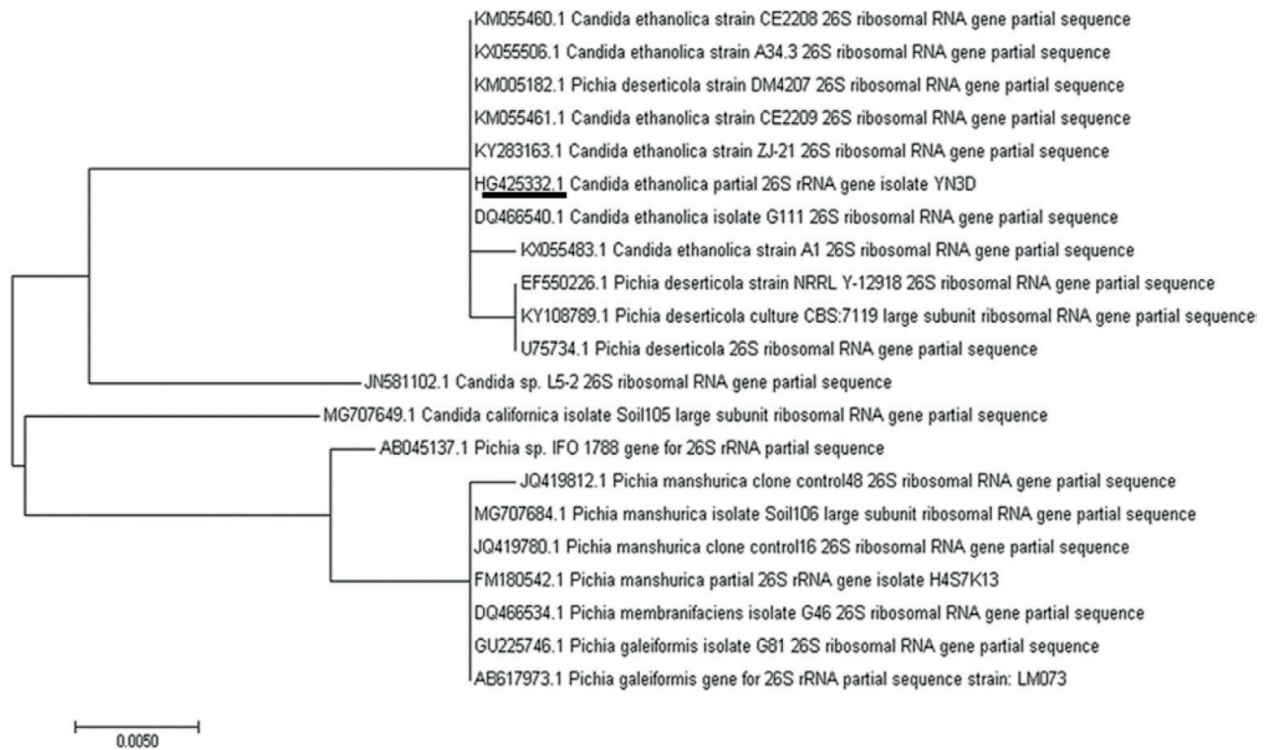 KM055460.1 Candida ethanolica strain CE2208 26S ribosomal RNA gene partial sequence
KX055506.1 Candida ethanolica strain A34.3 26S ribosomal RNA gene partial sequence
KM005182.1 Pichia deserticola strain DM4207 26S ribosomal RNA gene partial sequence
KM055461.1 Candida ethanolica strain CE2209 26S ribosomal RNA gene partial sequence
KY283163.1 Candida ethanolica strain ZJ-21 26S ribosomal RNA gene partial sequence
HG425332.1 Candida ethanolica partial 26S rRNA gene isolate YN3D
DQ466540.1 Candida ethanolica isolate G111 26S ribosomal RNA gene partial sequence
KX055483.1 Candida ethanolica strain A1 26S ribosomal RNA gene partial sequence
EF550226.1 Pichia deserticola strain NRRL Y-12918 26S ribosomal RNA gene partial sequence
KY108789.1 Pichia deserticola culture CBS:7119 large subunit ribosomal RNA gene partial sequence
U75734.1 Pichia deserticola 26S ribosomal RNA gene partial sequence
JN581102.1 Candida sp. L5-2 26S ribosomal RNA gene partial sequence
MG707649.1 Candida californica isolate Soil105 large subunit ribosomal RNA gene partial sequence
AB045137.1 Pichia sp. IFO 1788 gene for 26S rRNA partial sequence
JQ419812.1 Pichia manshurica clone control48 26S ribosomal RNA gene partial sequence
MG707684.1 Pichia manshurica isolate Soil106 large subunit ribosomal RNA gene partial sequence
JQ419780.1 Pichia manshurica clone control16 26S ribosomal RNA gene partial sequence
FM180542.1 Pichia manshurica partial 26S rRNA gene isolate H4S7K13
DQ466534.1 Pichia membranifaciens isolate G46 26S ribosomal RNA gene partial sequence
GU225746.1 Pichia galeiformis isolate G81 26S ribosomal RNA gene partial sequence
AB617973.1 Pichia galeiformis gene for 26S rRNA partial sequence strain: LM073
0.0050